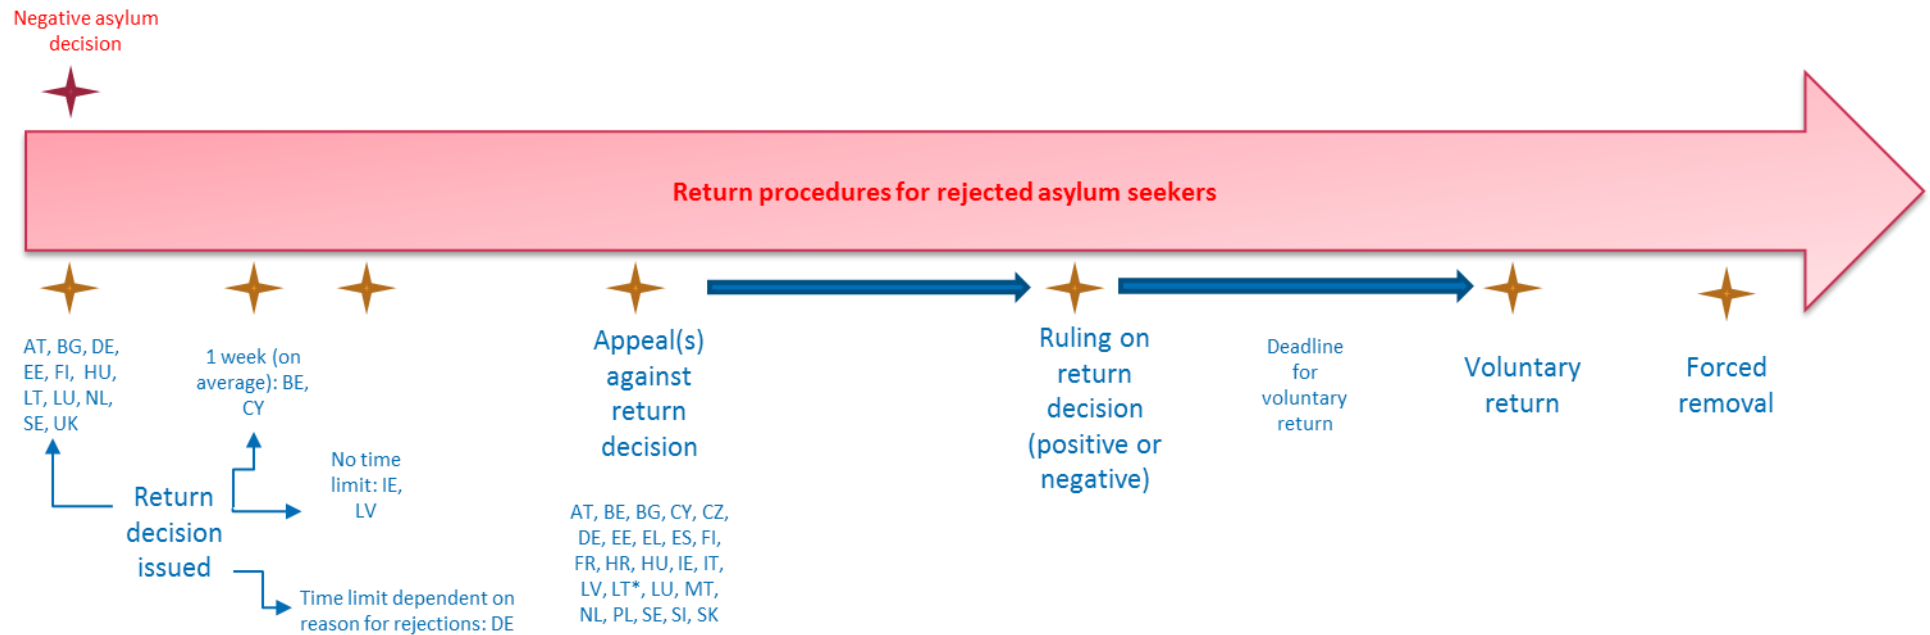 Negative asylum
decision
Return procedures for rejected asylum seekers
AT, BG, DE,
EE, FI, HU,
LT, LU, NL,
SE, UK
1 week (on
average): BE,
CY
No time
limit: IE,
LV
Return
decision
issued
Time limit dependent on
reason for rejections: DE
Appeal(s)
against
return
decision
AT, BE, BG, CY, CZ,
DE, EE, EL, ES, FI,
FR, HR, HU, IE, IT,
LV, LT*, LU, MT,
NL, PL, SE, SI, SK
Ruling on
return
decision
(positive or
negative)
Deadline
for
voluntary
return
Voluntary
return
Forced
removal